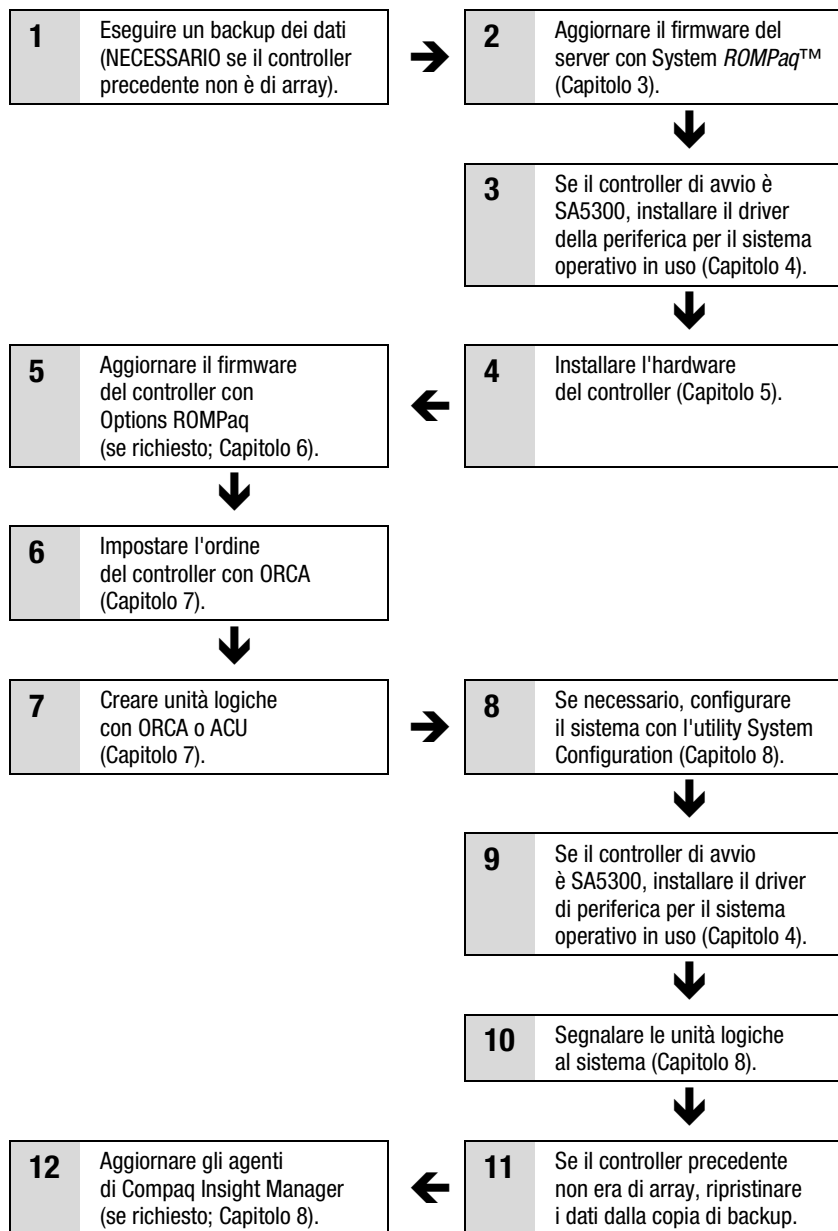 1
Eseguire un backup dei dati
(NECESSARIO se il controller
precedente non è di array).
2
Aggiornare il firmware del
server con System ROMPaq™
(Capitolo 3).
3
Se il controller di avvio è
SA5300, installare il driver
della periferica per il sistema
operativo in uso (Capitolo 4).
4
Installare l'hardware
del controller (Capitolo 5).
5
Aggiornare il firmware
del controller con
Options ROMPaq
(se richiesto; Capitolo 6).
6
Impostare l'ordine
del controller con ORCA
(Capitolo 7).
7
Creare unità logiche
con ORCA o ACU
(Capitolo 7).
8
Se necessario, configurare
il sistema con l'utility System
Configuration (Capitolo 8).
9
Se il controller di avvio
è SA5300, installare il driver
di periferica per il sistema
operativo in uso (Capitolo 4).
10
Segnalare le unità logiche
al sistema (Capitolo 8).
11
Se il controller precedente
non era di array, ripristinare
i dati dalla copia di backup.
12
Aggiornare gli agenti
di Compaq Insight Manager
(se richiesto; Capitolo 8).